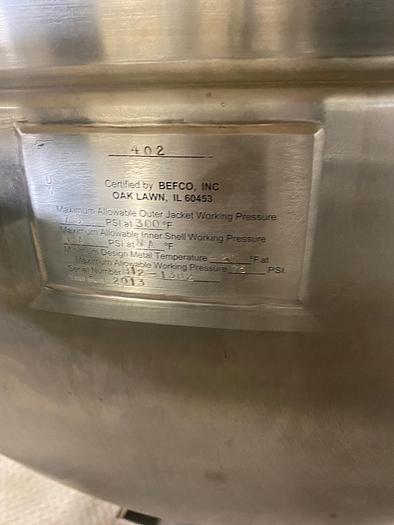 402
Certified by BEFCO, INC
OAK LAWN, IL 60453
Maximum Allowable Outer Jacket Working Pressure
PSI at 300 °F
Maximum Allowable Inner Shell Working Pressure
PSI at °F
Minimum Design Metal Temperature °F at
Maximum Allowable Working Pressure PSI
Serial Number
Year Built 2013